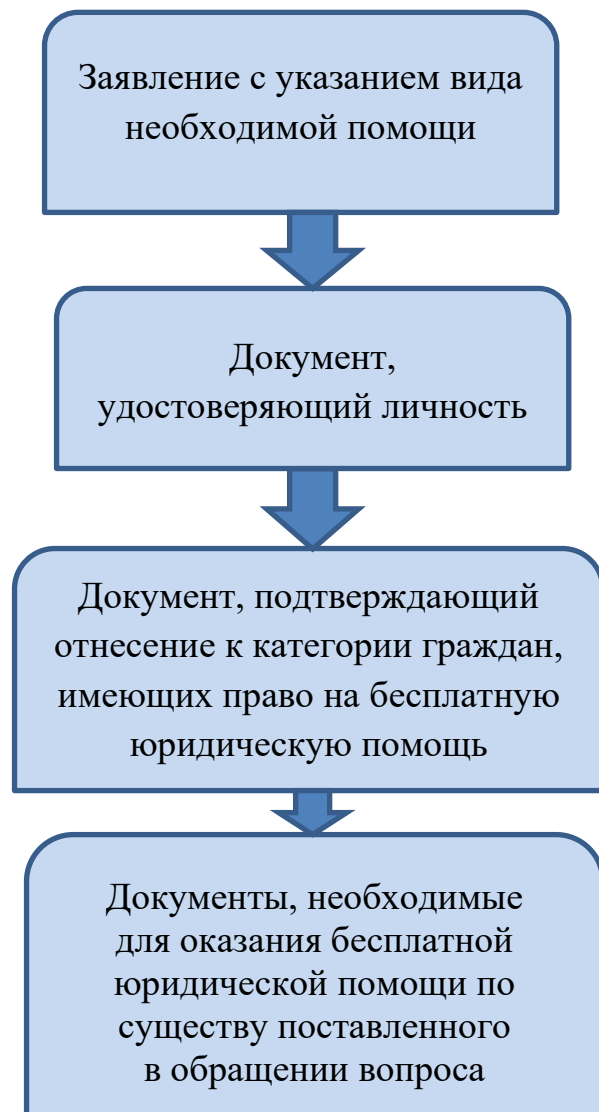 Заявление с указанием вида
необходимой помощи
Документ,
удостоверяющий личность
Документ, подтверждающий
отнесение к категории граждан,
имеющих право на бесплатную
юридическую помощь
Документы, необходимые
для оказания бесплатной
юридической помощи по
существу поставленного
в обращении вопроса